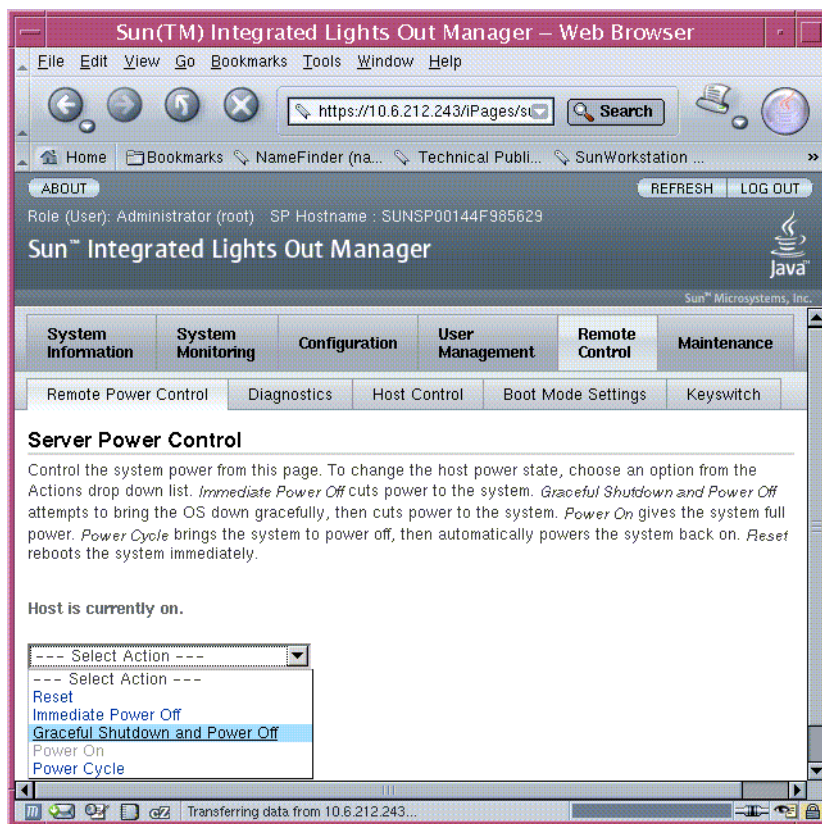 Sun(TM) Integrated Lights Out Manager – Web Browser
File Edit View Go Bookmarks Tools Window Help
https://10.6.212.243/iPages/su
Search
Home Bookmarks NameFinder (na... Technical Publi... SunWorkstation ... »
ABOUT REFRESH LOG OUT
Role (User): Administrator (root) SP Hostname : SUNSP00144F985629
Sun™ Integrated Lights Out Manager
Java™
Sun™ Microsystems, Inc.
System Information System Monitoring Configuration User Management Remote Control Maintenance
Remote Power Control Diagnostics Host Control Boot Mode Settings Keyswitch
Server Power Control
Control the system power from this page. To change the host power state, choose an option from the
Actions drop down list. Immediate Power Off cuts power to the system. Graceful Shutdown and Power Off
attempts to bring the OS down gracefully, then cuts power to the system. Power On gives the system full
power. Power Cycle brings the system to power off, then automatically powers the system back on. Reset
reboots the system immediately.
Host is currently on.
--- Select Action ---
--- Select Action ---
Reset
Immediate Power Off
Graceful Shutdown and Power Off
Power On
Power Cycle
Transferring data from 10.6.212.243...